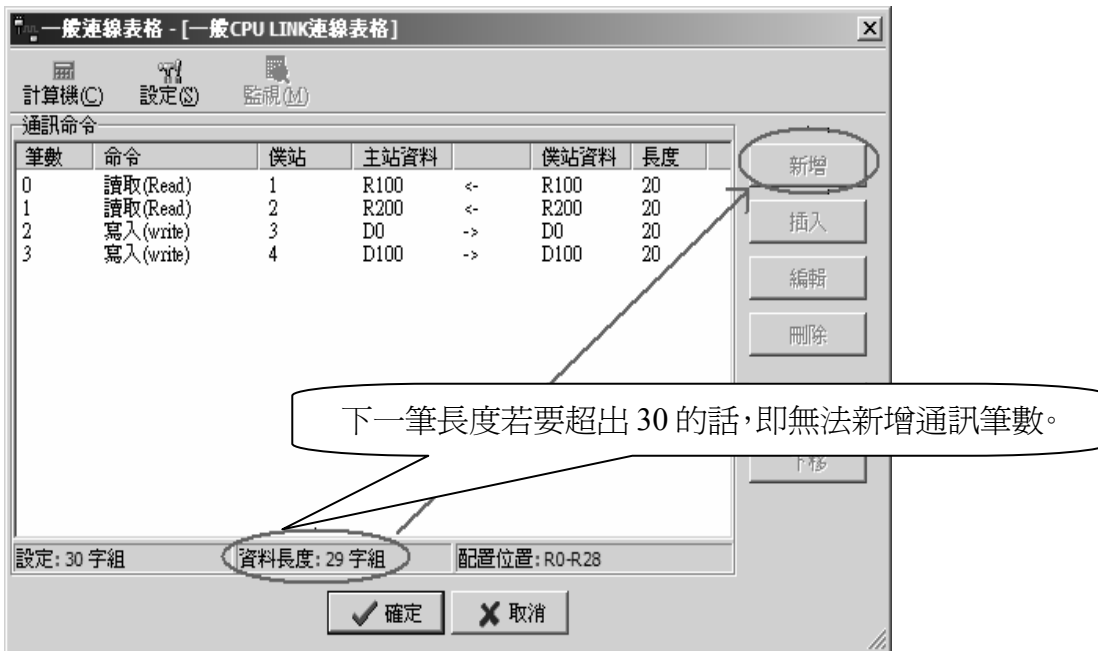 一般連線表格 - [一般CPU LINK連線表格]
計算機(C) 設定(S) 監視(M)
通訊命令
筆數 命令 僕站 主站資料 僕站資料 長度
0 讀取(Read) 1 R100 <- R100 20
1 讀取(Read) 2 R200 <- R200 20
2 寫入(write) 3 D0 -> D0 20
3 寫入(write) 4 D100 -> D100 20
新增
插入
編輯
刪除
下一筆長度若要超出 30 的話,即無法新增通訊筆數。
下移
設定: 30 字組 資料長度: 29 字組 配置位置: R0-R28
確定 取消